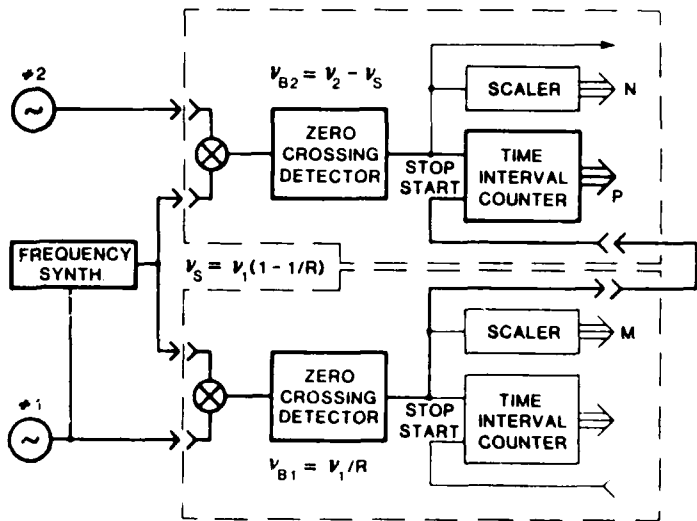 #2
ν_B2 = ν_2 - ν_S
ZERO
CROSSING
DETECTOR
SCALER
N
STOP
START
TIME
INTERVAL
COUNTER
P
FREQUENCY
SYNTH.
ν_S = ν_1(1 - 1/R)
#1
ZERO
CROSSING
DETECTOR
ν_B1 = ν_1/R
SCALER
M
STOP
START
TIME
INTERVAL
COUNTER